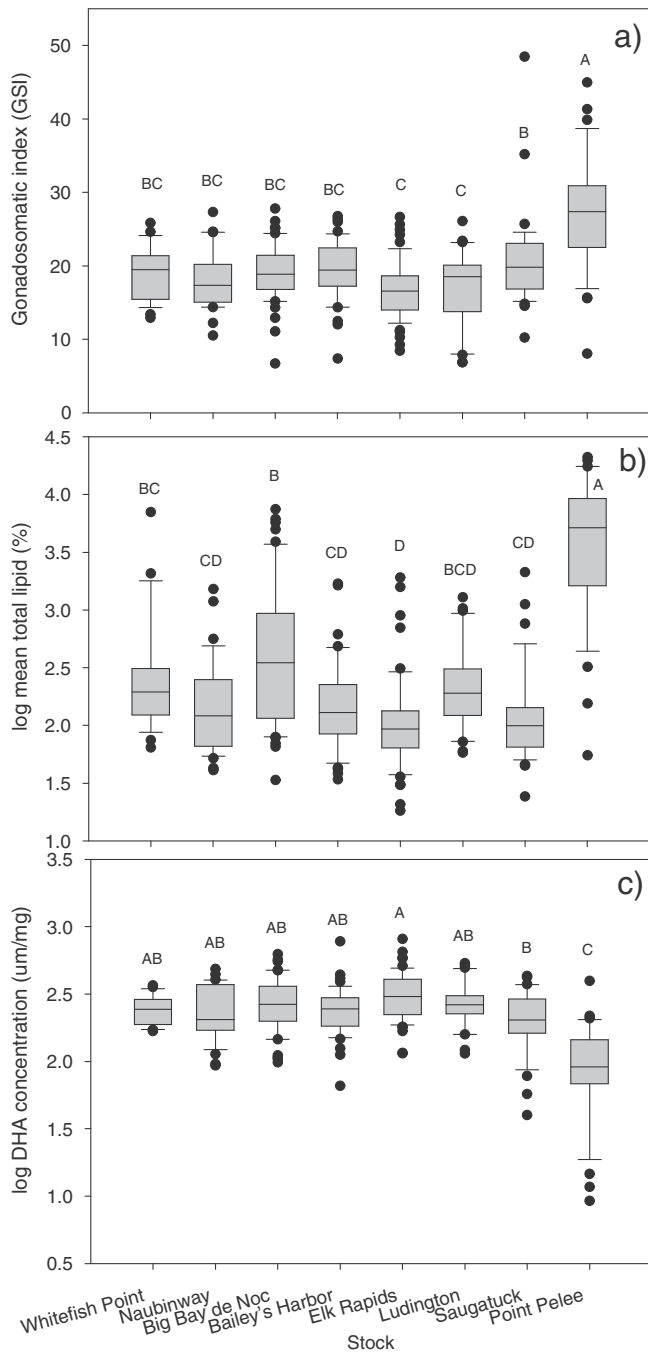 a)
Gonadosomatic index (GSI)
50
40
30
20
10
0
BC
BC
BC
BC
C
C
B
A
b)
log mean total lipid (%)
4.5
4.0
3.5
3.0
2.5
2.0
1.5
1.0
BC
CD
B
CD
D
BCD
CD
A
c)
log DHA concentration (um/mg)
3.5
3.0
2.5
2.0
1.5
1.0
0.5
AB
AB
AB
AB
A
AB
B
C
Whitefish Point
Naubinway
Big Bay de Noc
Bailey's Harbor
Elk Rapids
Ludington
Saugatuck
Point Pelee
Stock